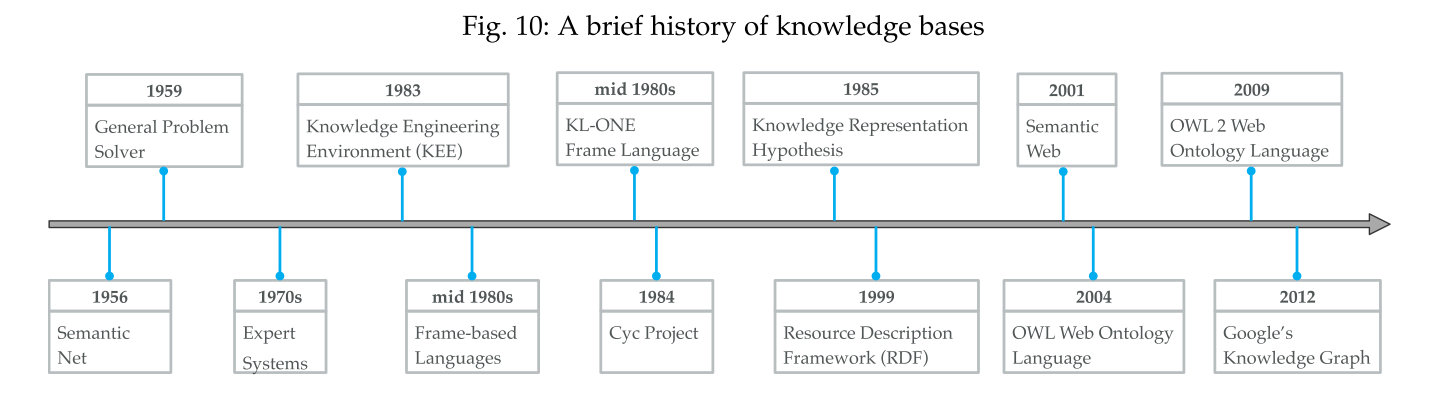 Fig. 10: A brief history of knowledge bases
1959
General Problem
Solver
1983
Knowledge Engineering
Environment (KEE)
mid 1980s
KL-ONE
Frame Language
1985
Knowledge Representation
Hypothesis
2001
Semantic
Web
2009
OWL 2 Web
Ontology Language
1956
Semantic
Net
1970s
Expert
Systems
mid 1980s
Frame-based
Languages
1984
Cyc Project
1999
Resource Description
Framework (RDF)
2004
OWL Web Ontology
Language
2012
Google’s
Knowledge Graph